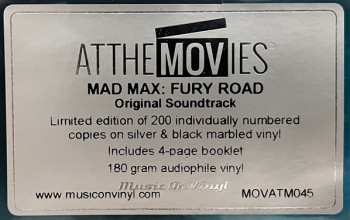 ATTHEMOVIES™
MAD MAX: FURY ROAD
Original Soundtrack
Limited edition of 200 individually numbered
copies on silver & black marbled vinyl
Includes 4-page booklet
180 gram audiophile vinyl
Music On Vinyl
www.musiconvinyl.com MOVATM045